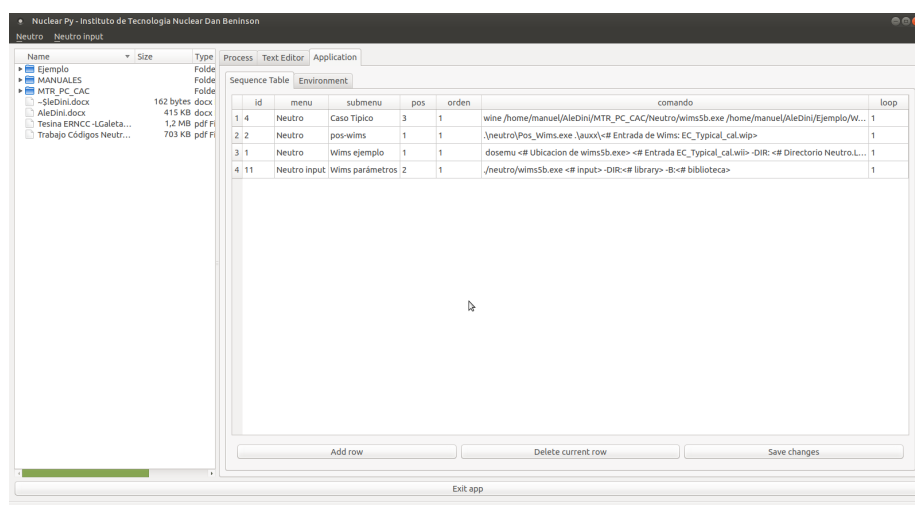 Nuclear Py - Instituto de Tecnologia Nuclear Dan Beninson
Neutro Neutro input
Name Size Type
Ejemplo Folde
MANUALES Folde
MTR_PC_CAC Folde
~$leDini.docx 162 bytes docx
AleDini.docx 415 KB docx
Tesina ERNCC -LGaleta... 1,2 MB pdf Fi
Trabajo Códigos Neutr... 703 KB pdf Fi
Process Text Editor Application
Sequence Table Environment
id menu submenu pos orden comando loop
1 4 Neutro Caso Tipico 3 1 wine /home/manuel/AleDini/MTR_PC_CAC/Neutro/wims5b.exe /home/manuel/AleDini/Ejemplo/W... 1
2 2 Neutro pos-wims 1 1 .\neutro\Pos_Wims.exe .\auxx\<# Entrada de Wims: EC_Typical_cal.wip> 1
3 1 Neutro Wims ejemplo 1 1 dosemu <# Ubicacion de wims5b.exe> <# Entrada EC_Typical_cal.wii> -DIR: <# Directorio Neutro.L... 1
4 11 Neutro input Wims parámetros 2 1 ./neutro/wims5b.exe <# input> -DIR:<# library> -B:<# biblioteca> 1
Add row Delete current row Save changes
Exit app